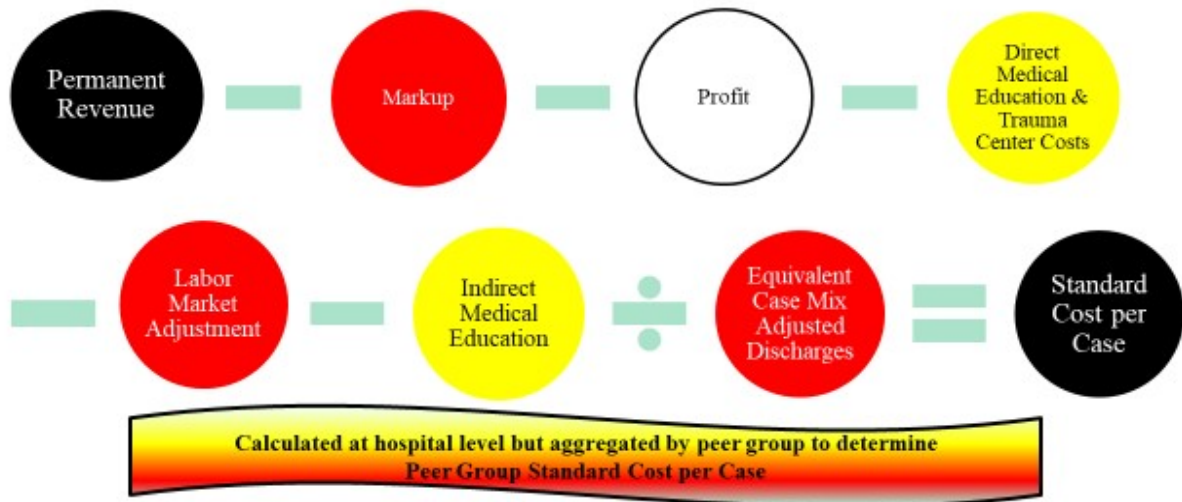 Permanent
Revenue
Markup
Profit
Direct
Medical
Education &
Trauma
Center Costs
Labor
Market
Adjustment
Indirect
Medical
Education
Equivalent
Case Mix
Adjusted
Discharges
Standard
Cost per
Case
Calculated at hospital level but aggregated by peer group to determine
Peer Group Standard Cost per Case